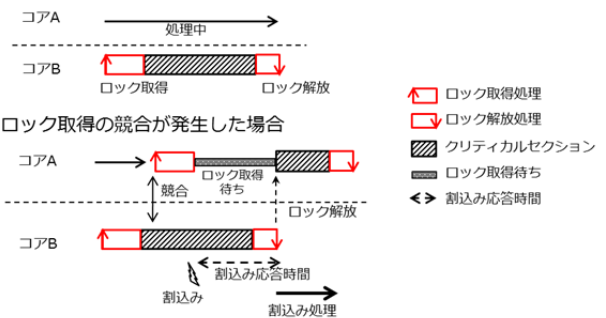 コアA
処理中
コアB
ロック取得
ロック解放
ロック取得の競合が発生した場合
コアA
ロック取得
待ち
競合
ロック解放
コアB
割込み応答時間
割込み
割込み処理
ロック取得処理
ロック解放処理
クリティカルセクション
ロック取得待ち
割込み応答時間